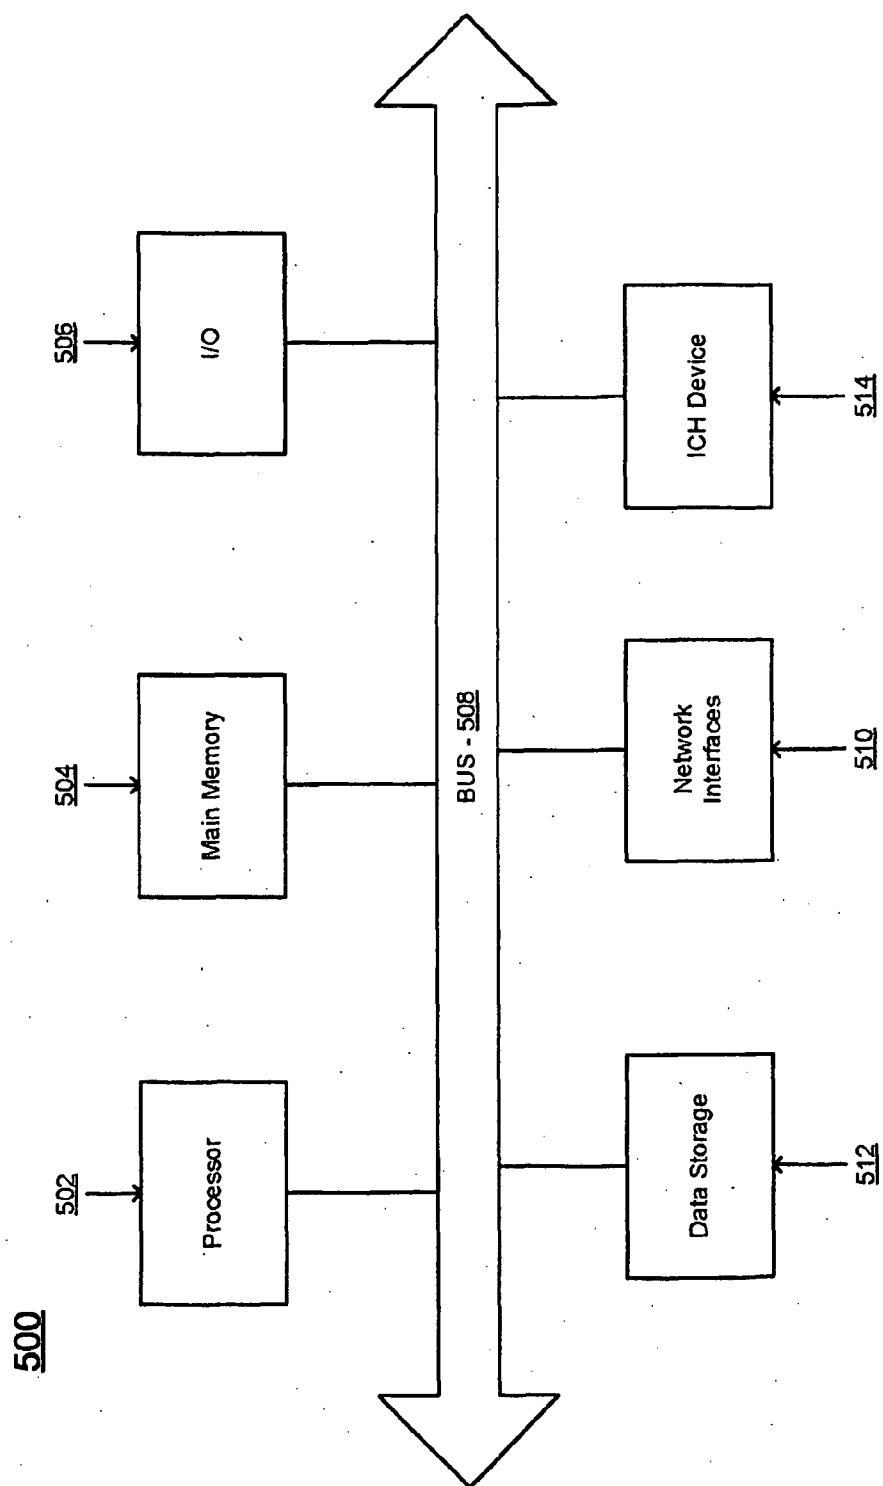 500
502
504
506
Processor
Main Memory
I/O
BUS - 508
Data Storage
Network
Interfaces
ICH Device
512
510
514